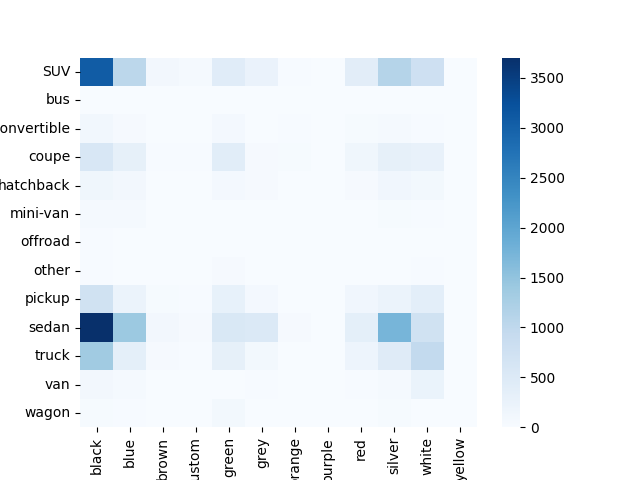 SUV
bus
onvertible
coupe
hatchback
mini-van
offroad
other
pickup
sedan
truck
van
wagon
black
blue
brown
ustom
green
grey
range
purple
red
silver
white
yellow
3500
3000
2500
2000
1500
1000
500
0